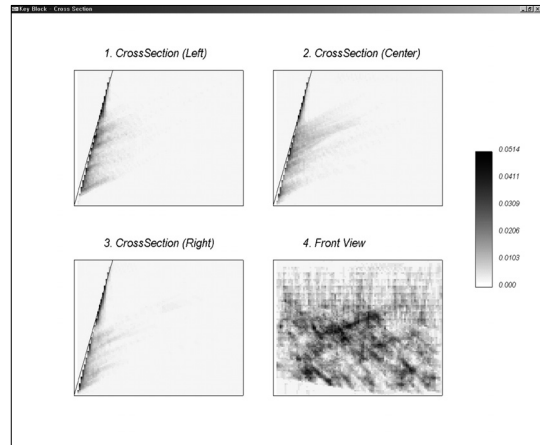 Key Block - Cross Section
1. CrossSection (Left)
2. CrossSection (Center)
0.0514
0.0411
0.0309
0.0206
0.0103
0.000
3. CrossSection (Right)
4. Front View